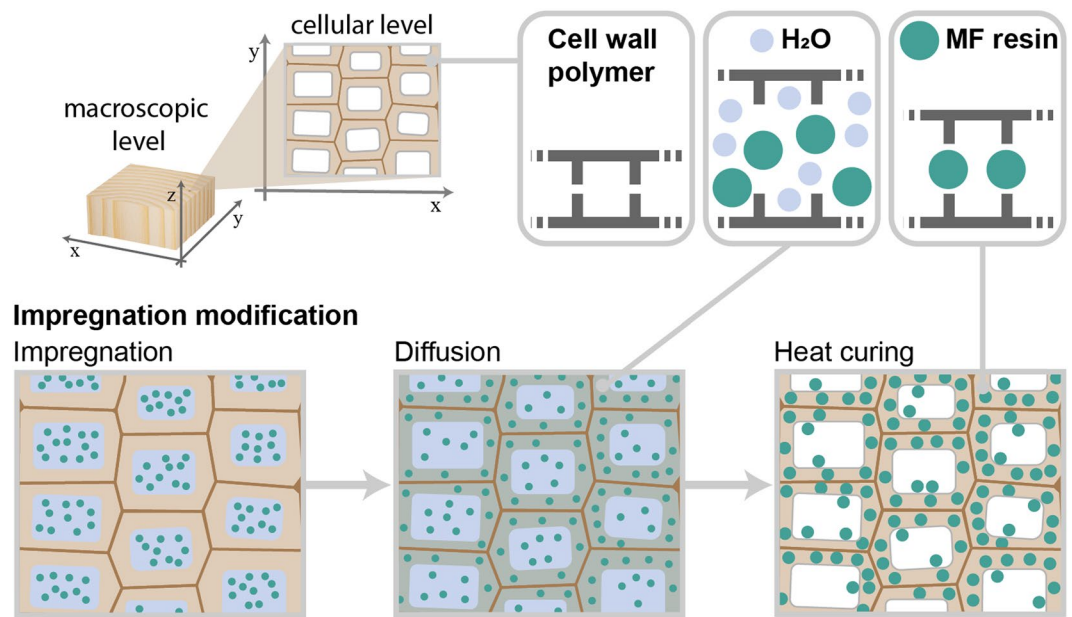 cellular level
y
x
macroscopic
level
z
y
x
Cell wall
polymer
H₂O
MF resin
Impregnation modification
Impregnation
Diffusion
Heat curing